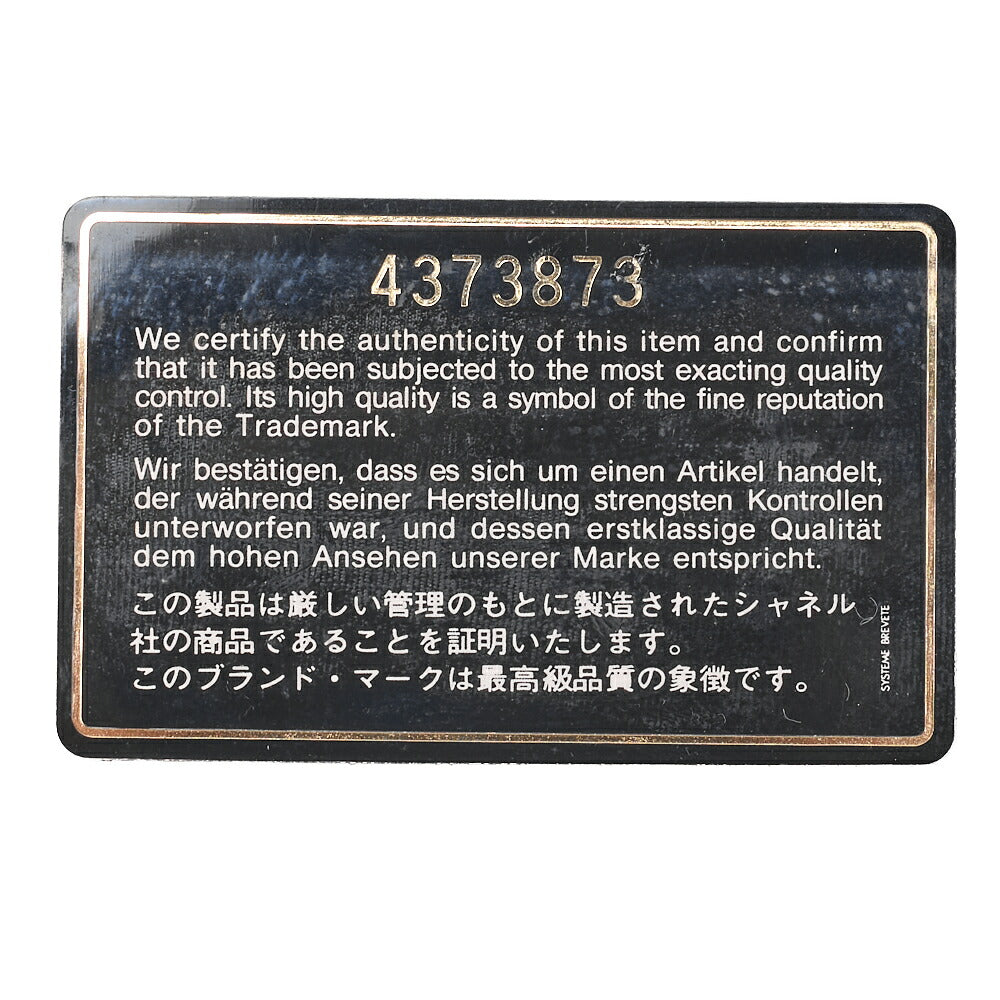 4373873
We certify the authenticity of this item and confirm
that it has been subjected to the most exacting quality
control. Its high quality is a symbol of the fine reputation
of the Trademark.
Wir bestätigen, dass es sich um einen Artikel handelt,
der während seiner Herstellung strengsten Kontrollen
unterworfen war, und dessen erstklassige Qualität
dem hohen Ansehen unserer Marke entspricht.
この製品は厳しい管理のもとに製造されたシャネル
社の商品であることを証明いたします。
このブランド・マークは最高級品質の象徴です。
SYSTEME BREVETE